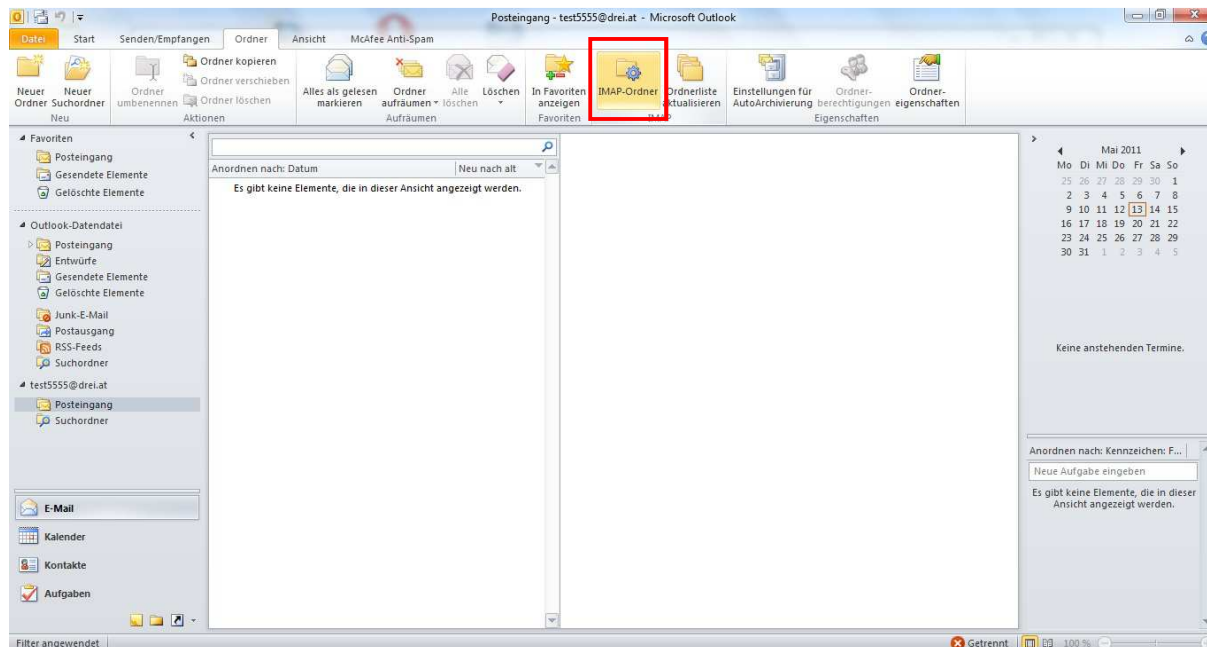 Posteingang - test5555@drei.at - Microsoft Outlook
Datei Start Senden/Empfangen Ordner Ansicht McAfee Anti-Spam
Neuer Ordner
Neuer Suchordner
Ordner umbenennen
Ordner kopieren
Ordner verschieben
Ordner löschen
Alles als gelesen markieren
Ordner aufräumen
Alle löschen
Löschen
In Favoriten anzeigen
IMAP-Ordner
Ordnerliste aktualisieren
Einstellungen für AutoArchivierung
Ordner-berechtigungen
Ordner-eigenschaften
Neu Aktionen Aufräumen Favoriten IMAP Eigenschaften
Favoriten
Posteingang
Gesendete Elemente
Gelöschte Elemente
Outlook-Datendatei
Posteingang
Entwürfe
Gesendete Elemente
Gelöschte Elemente
Junk-E-Mail
Postausgang
RSS-Feeds
Suchordner
test5555@drei.at
Posteingang
Suchordner
E-Mail
Kalender
Kontakte
Aufgaben
Anordnen nach: Datum Neu nach alt
Es gibt keine Elemente, die in dieser Ansicht angezeigt werden.
Mai 2011
Mo Di Mi Do Fr Sa So
25 26 27 28 29 30 1
2 3 4 5 6 7 8
9 10 11 12 13 14 15
16 17 18 19 20 21 22
23 24 25 26 27 28 29
30 31 1 2 3 4 5
Keine anstehenden Termine.
Anordnen nach: Kennzeichen: F...
Neue Aufgabe eingeben
Es gibt keine Elemente, die in dieser
Ansicht angezeigt werden.
Filter angewendet Getrennt 100 %